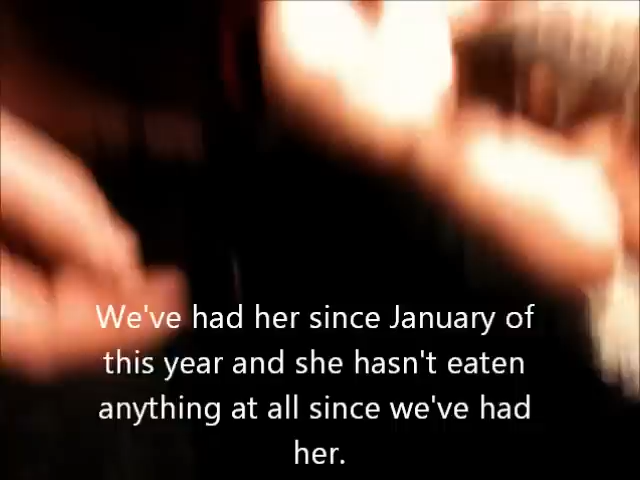 We've had her since January of
this year and she hasn't eaten
anything at all since we've had
her.